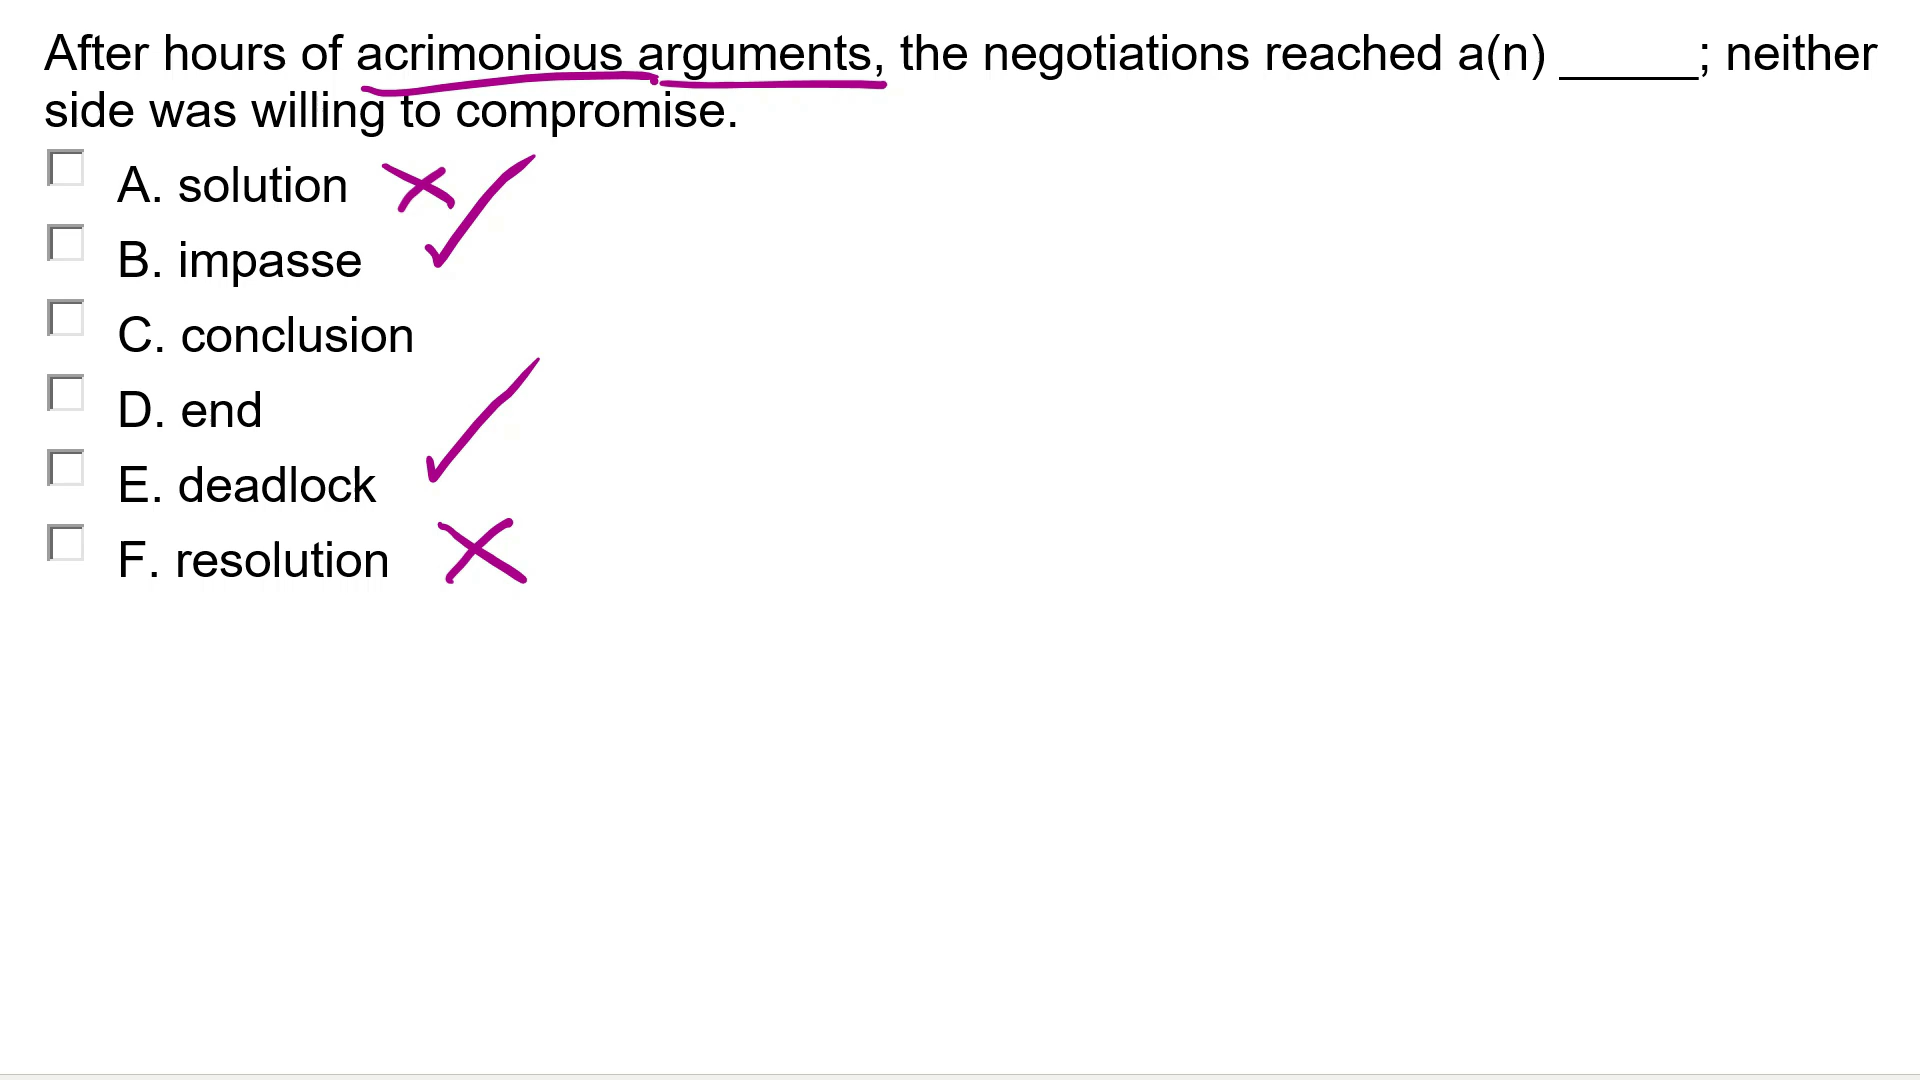 After hours of acrimonious arguments, the negotiations reached a(n) _____; neither
side was willing to compromise.
A. solution
B. impasse
C. conclusion
D. end
E. deadlock
F. resolution